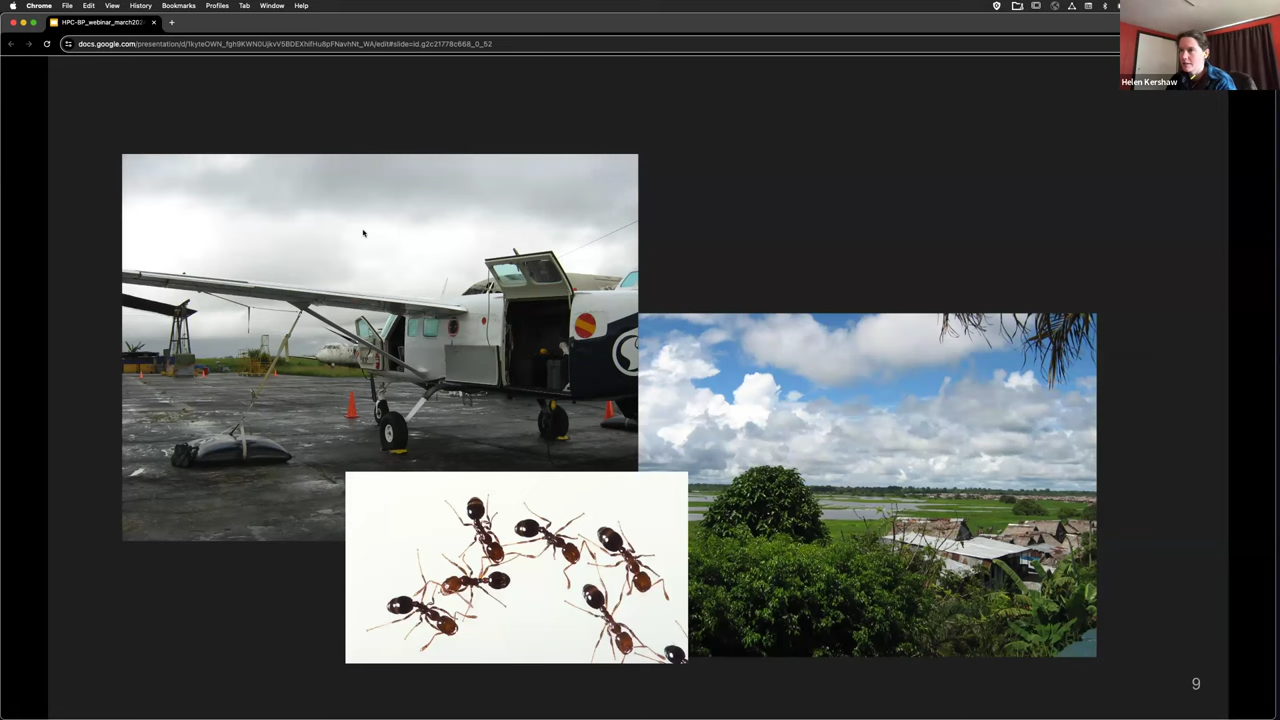 Chrome File Edit View History Bookmarks Profiles Tab Window Help
HPC-BP_webinar_march202
docs.google.com/presentation/d/1kyteOWN_fgh9KWN0UjkvV5BDEXhifHu8pFNavhNt_WA/edit#slide=id.g2c21778c668_0_52
Helen Kershaw
9